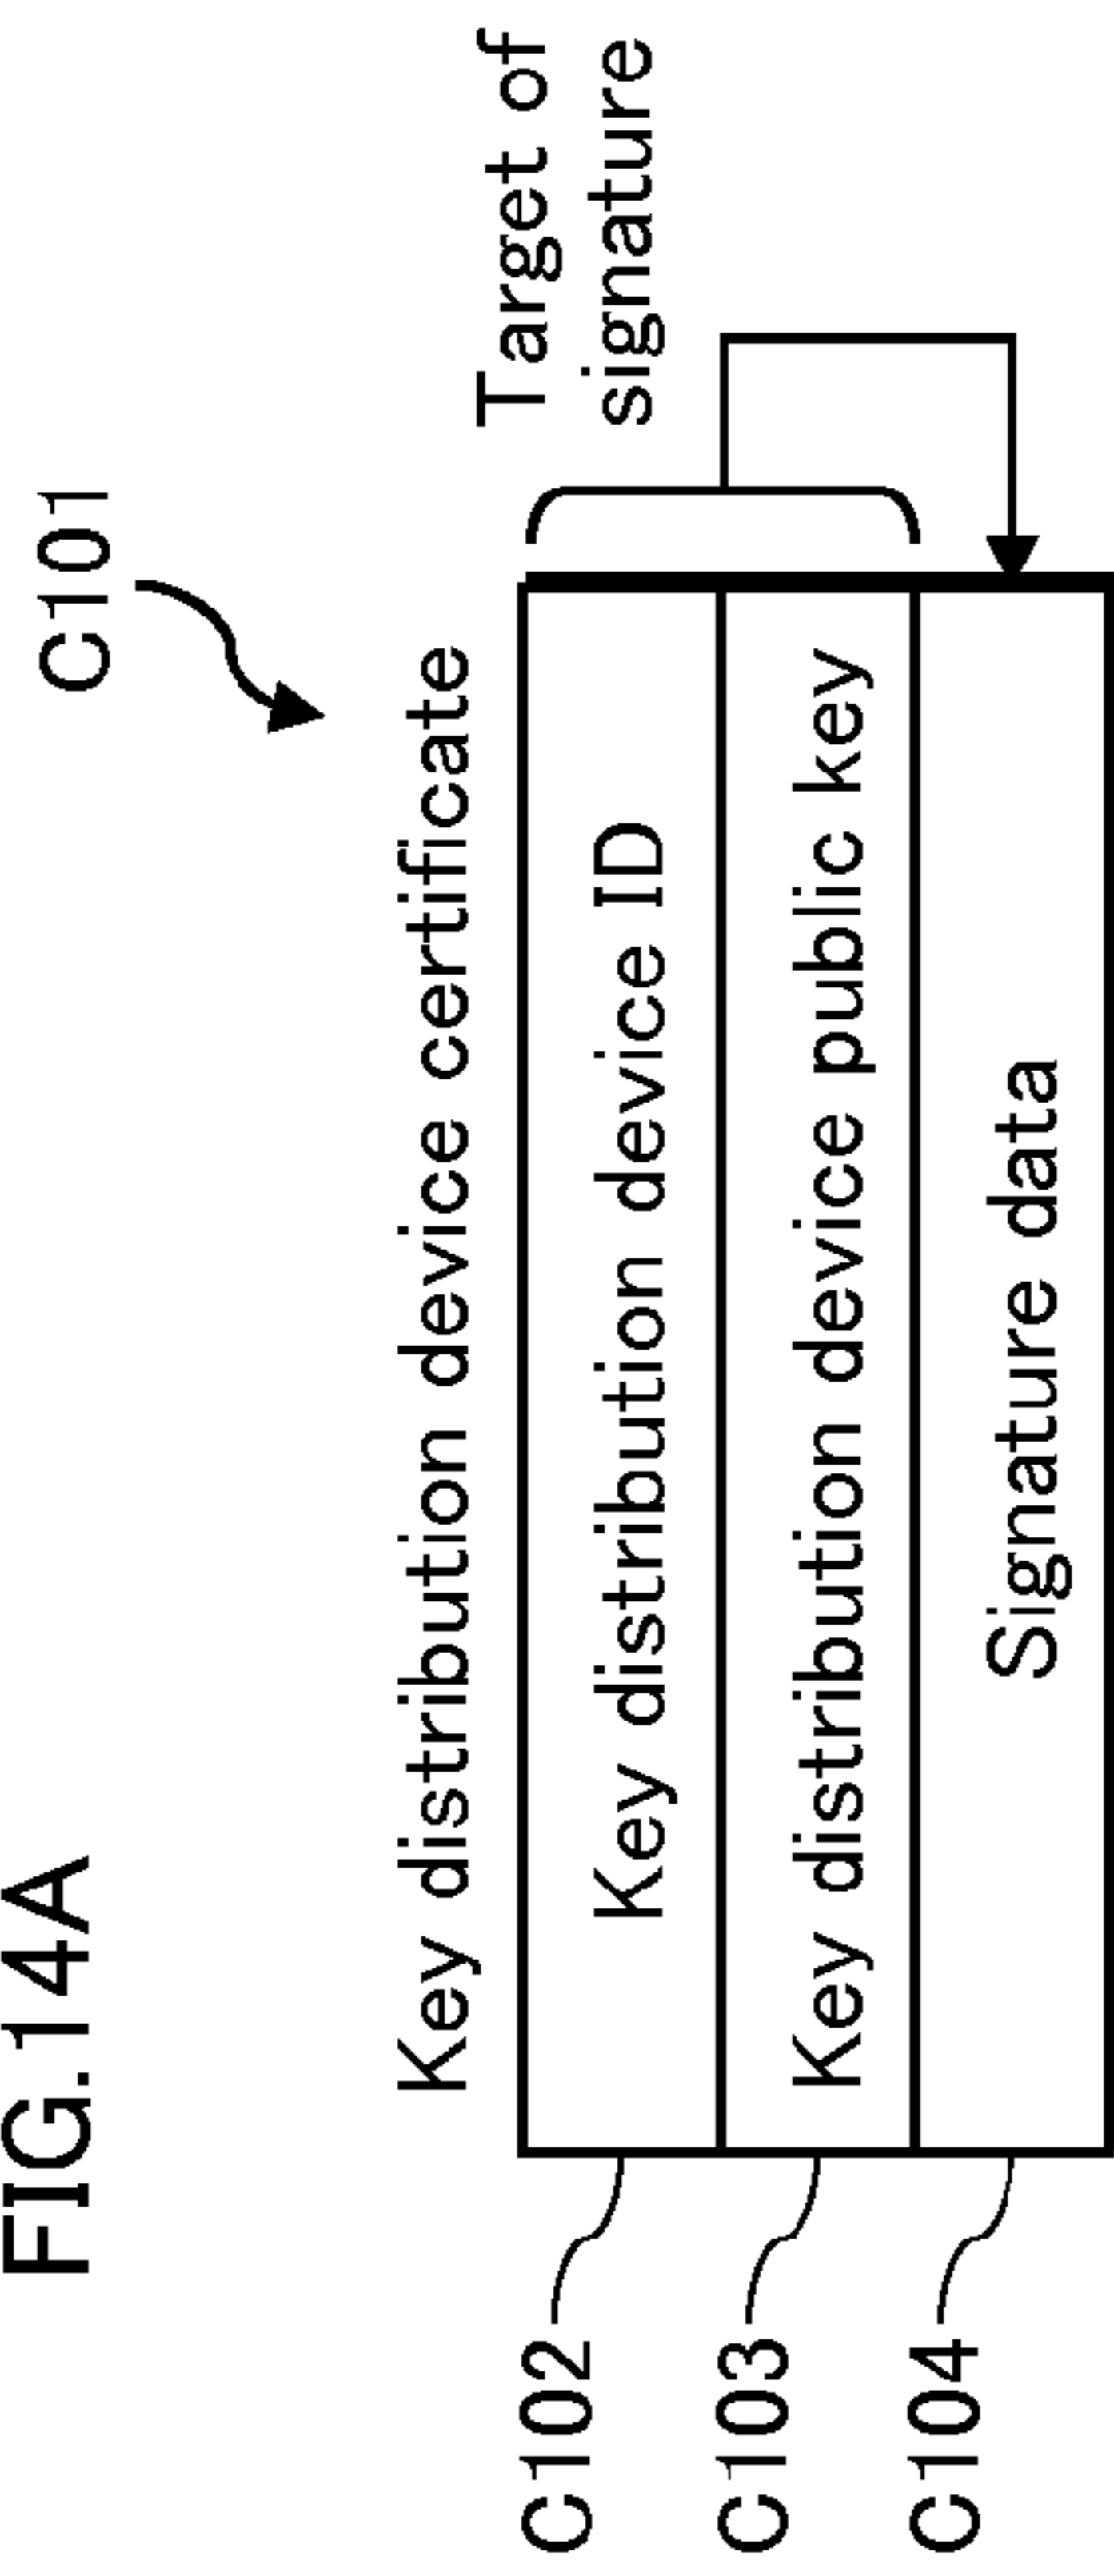 FIG.14A
C101
Key distribution device certificate
Target of
signature
C102
Key distribution device ID
C103
Key distribution device public key
C104
Signature data